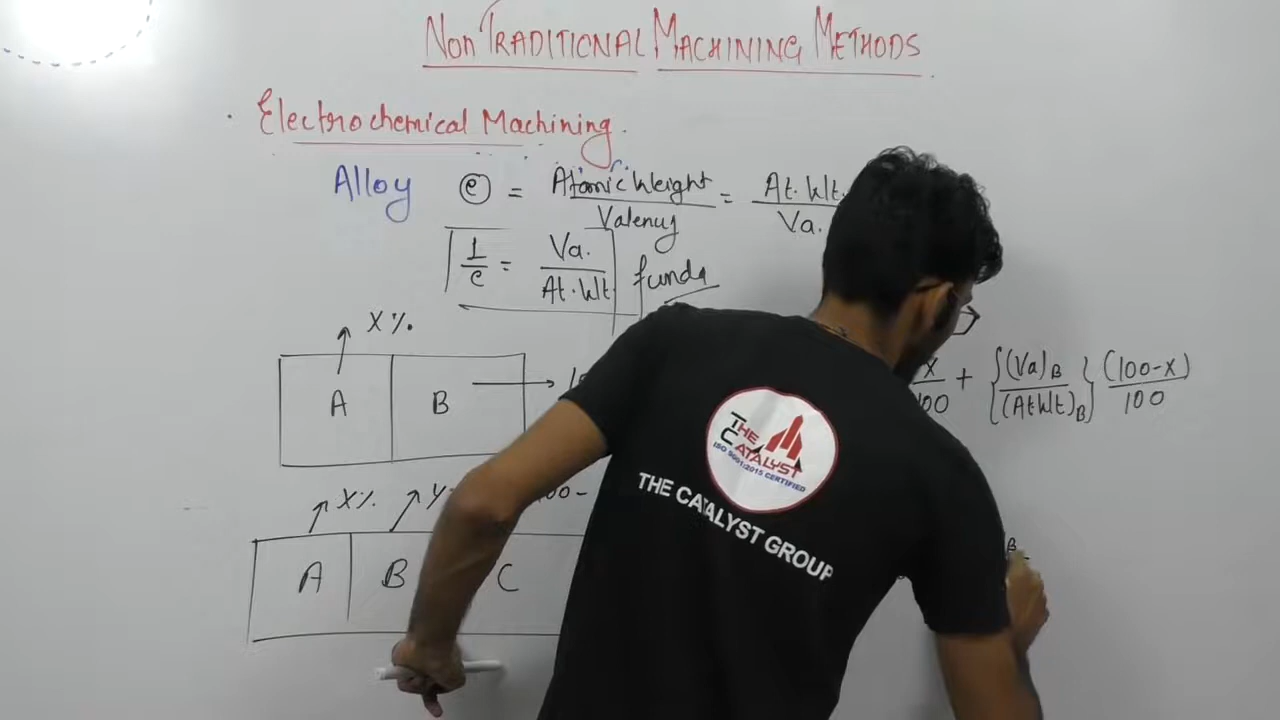 NON TRADITIONAL MACHINING METHODS
Electrochemical Machining.
Alloy ⓔ = Atomic Weight / Valency = At. Wt. / Va.
1/e = Va. / At. Wt. funda
X%
A B
X/100 + {(Va)B / (At Wt)B} (100-X)/100
X% Y 100-
A B C
B
THE CATALYST
ISO 9001:2015 CERTIFIED
THE CATALYST GROUP